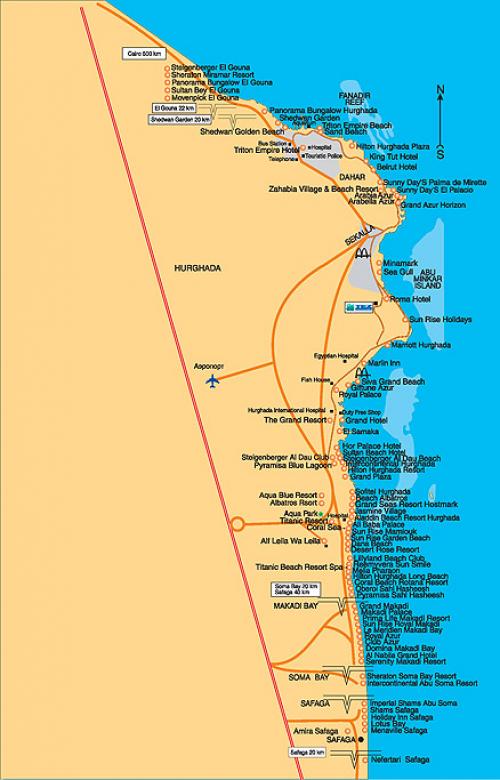 Cairo 500 km
Steigenberger El Gouna
Sheraton Miramar Resort
Panorama Bungalow El Gouna
Sultan Bey El Gouna
Movenpick El Gouna
El Gouna 22 km
Shedwan Garden 20 km
FANADIR
REEF
Panorama Bungalow Hurghada
Shedwan Garden
Aquarium
Triton Empire Beach
Shedwan Golden Beach
Sand Beach
N
S
Bus Station
Hospital
Triton Empire Hotel
Touristic Police
Telephone
Hilton Hurghada Plaza
King Tut Hotel
Beirut Hotel
DAHAR
Sunny Day'S Palma de Mirette
Zahabia Village & Beach Resort
Sunny Day'S El Palacio
Arabia Azur
Arabella Azur
Grand Azur Horizon
SEKALLA
HURGHADA
Minamark
Sea Gull
ABU
MINKAR
ISLAND
Roma Hotel
Sun Rise Holidays
Marriott Hurghada
Egyptian Hospital
Marlin Inn
Аэропорт
Fish House
Siva Grand Beach
Giftune Azur
Royal Palace
Hurghada International Hospital
Duty Free Shop
The Grand Resort
Grand Hotel
El Samaka
Hor Palace Hotel
Sultan Beach Hotel
Steigenberger Al Dau Club
Steigenberger Al Dau Beach
Pyramisa Blue Lagoon
Intercontinental Hurghada
Hilton Hurghada Resort
Grand Plaza
Sofitel Hurghada
Aqua Blue Resort
Beach Albatros
Albatros Resort
Grand Seas Resort Hostmark
Jasmine Village
Aqua Park
Hospital
Aladdin Beach Resort Hurghada
Titanic Resort
Ali Baba Palace
Coral Sea
Sun Rise Mamlouk
Sun Rise Garden Beach
Alf Leila Wa Leila
Dana Beach
Desert Rose Resort
Lillyland Beach Club
Titanic Beach Resort Spa
Reemyvera Sun Smile
Melia Pharaon
Hilton Hurghada Long Beach
Coral Beach Rotana Resort
Oberoi Sahl Hasheesh
Pyramisa Sahl Hasheesh
Soma Bay 20 km
Safaga 40 km
MAKADI BAY
Grand Makadi
Makadi Palace
Prima Life Makadi Resort
Sun Rise Royal Makadi
Le Meridien Makadi Bay
Royal Azur
Club Azur
Domina Makadi Bay
Al Nabila Grand Hotel
Serenity Makadi Resort
SOMA BAY
Sheraton Soma Bay Resort
Intercontinental Abu Soma Resort
SAFAGA
Imperial Shams Abu Soma
Shams Safaga
Holiday Inn Safaga
Lotus Bay
Amira Safaga
Menaville Safaga
SAFAGA
Safaga 20 km
Nefertari Safaga